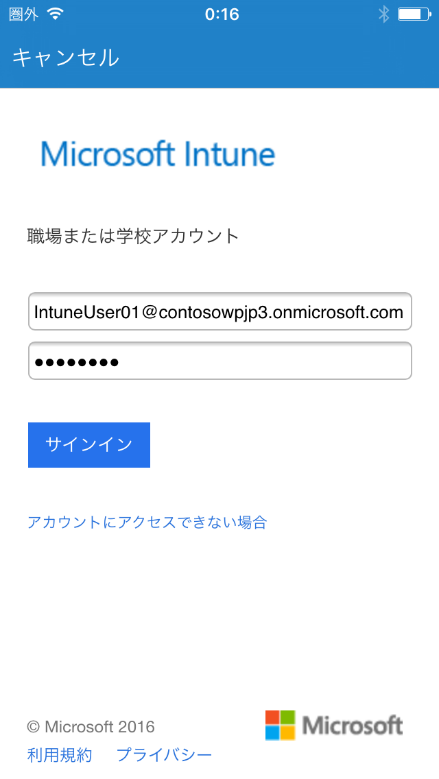 圏外 0:16
キャンセル
Microsoft Intune
職場または学校アカウント
IntuneUser01@contosowpjp3.onmicrosoft.com
●●●●●●●●
サインイン
アカウントにアクセスできない場合
© Microsoft 2016
Microsoft
利用規約 プライバシー